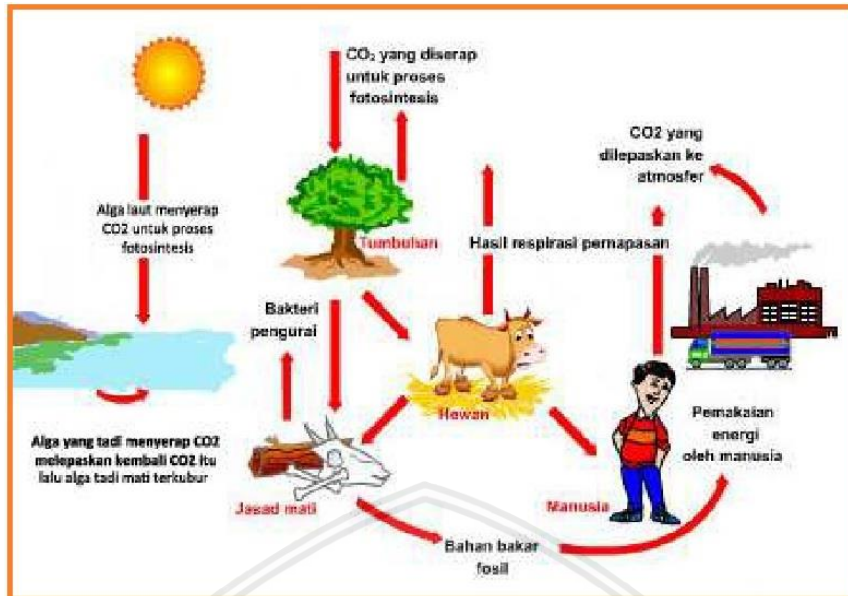 CO₂ yang diserap
untuk proses
fotosintesis
CO2 yang
dilepaskan ke
atmosfer
Alga laut menyerap
CO2 untuk proses
fotosintesis
Tumbuhan
Hasil respirasi pernapasan
Bakteri
pengurai
Hewan
Pemakaian
energi
oleh manusia
Alga yang tadi menyerap CO2
melepaskan kembali CO2 itu
lalu alga tadi mati terkubur
Jasad mati
Manusia
Bahan bakar
fosil